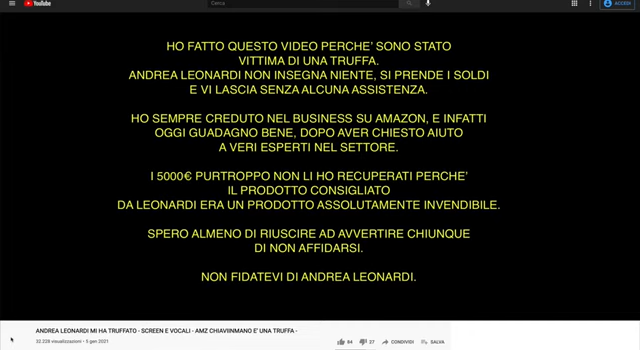 YouTube
Cerca
ACCEDI
HO FATTO QUESTO VIDEO PERCHE' SONO STATO
VITTIMA DI UNA TRUFFA.
ANDREA LEONARDI NON INSEGNA NIENTE, SI PRENDE I SOLDI
E VI LASCIA SENZA ALCUNA ASSISTENZA.
HO SEMPRE CREDUTO NEL BUSINESS SU AMAZON, E INFATTI
OGGI GUADAGNO BENE, DOPO AVER CHIESTO AIUTO
A VERI ESPERTI NEL SETTORE.
I 5000€ PURTROPPO NON LI HO RECUPERATI PERCHE'
IL PRODOTTO CONSIGLIATO
DA LEONARDI ERA UN PRODOTTO ASSOLUTAMENTE INVENDIBILE.
SPERO ALMENO DI RIUSCIRE AD AVVERTIRE CHIUNQUE
DI NON AFFIDARSI.
NON FIDATEVI DI ANDREA LEONARDI.
ANDREA LEONARDI MI HA TRUFFATO - SCREEN E VOCALI - AMZ CHIAVIINMANO E' UNA TRUFFA -
32.228 visualizzazioni • 5 gen 2021
84 27 CONDIVIDI SALVA